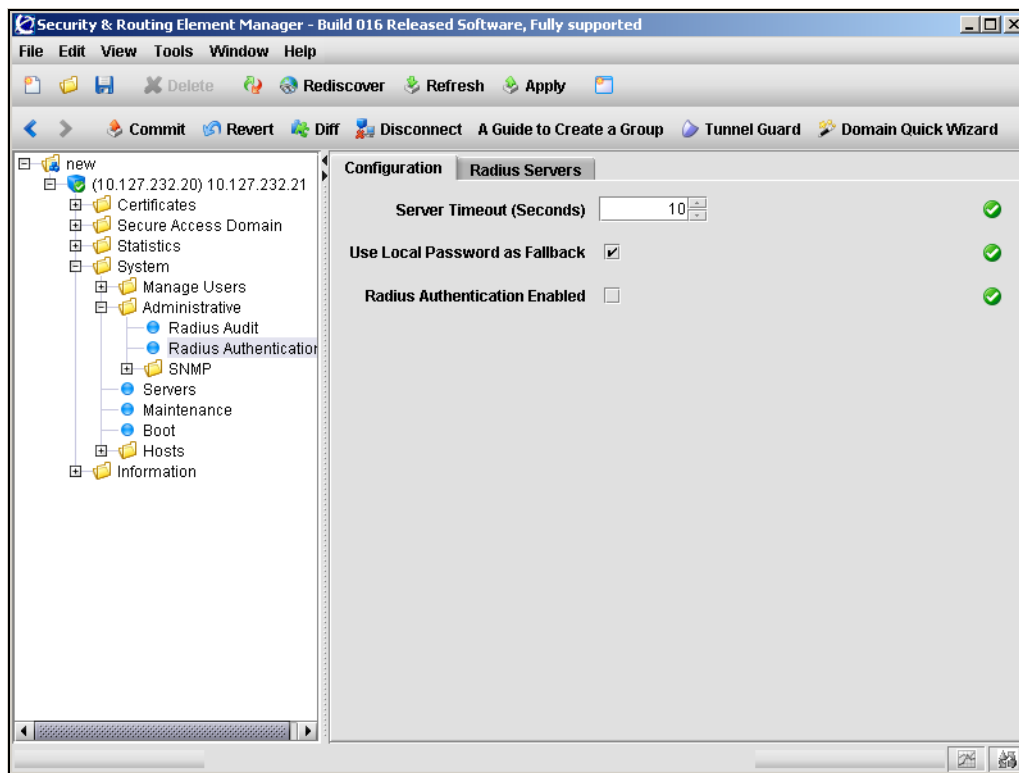 Security & Routing Element Manager - Build 016 Released Software, Fully supported
File Edit View Tools Window Help
Delete Rediscover Refresh Apply
Commit Revert Diff Disconnect A Guide to Create a Group Tunnel Guard Domain Quick Wizard
new
(10.127.232.20) 10.127.232.21
Certificates
Secure Access Domain
Statistics
System
Manage Users
Administrative
Radius Audit
Radius Authentication
SNMP
Servers
Maintenance
Boot
Hosts
Information
Configuration Radius Servers
Server Timeout (Seconds) 10
Use Local Password as Fallback
Radius Authentication Enabled